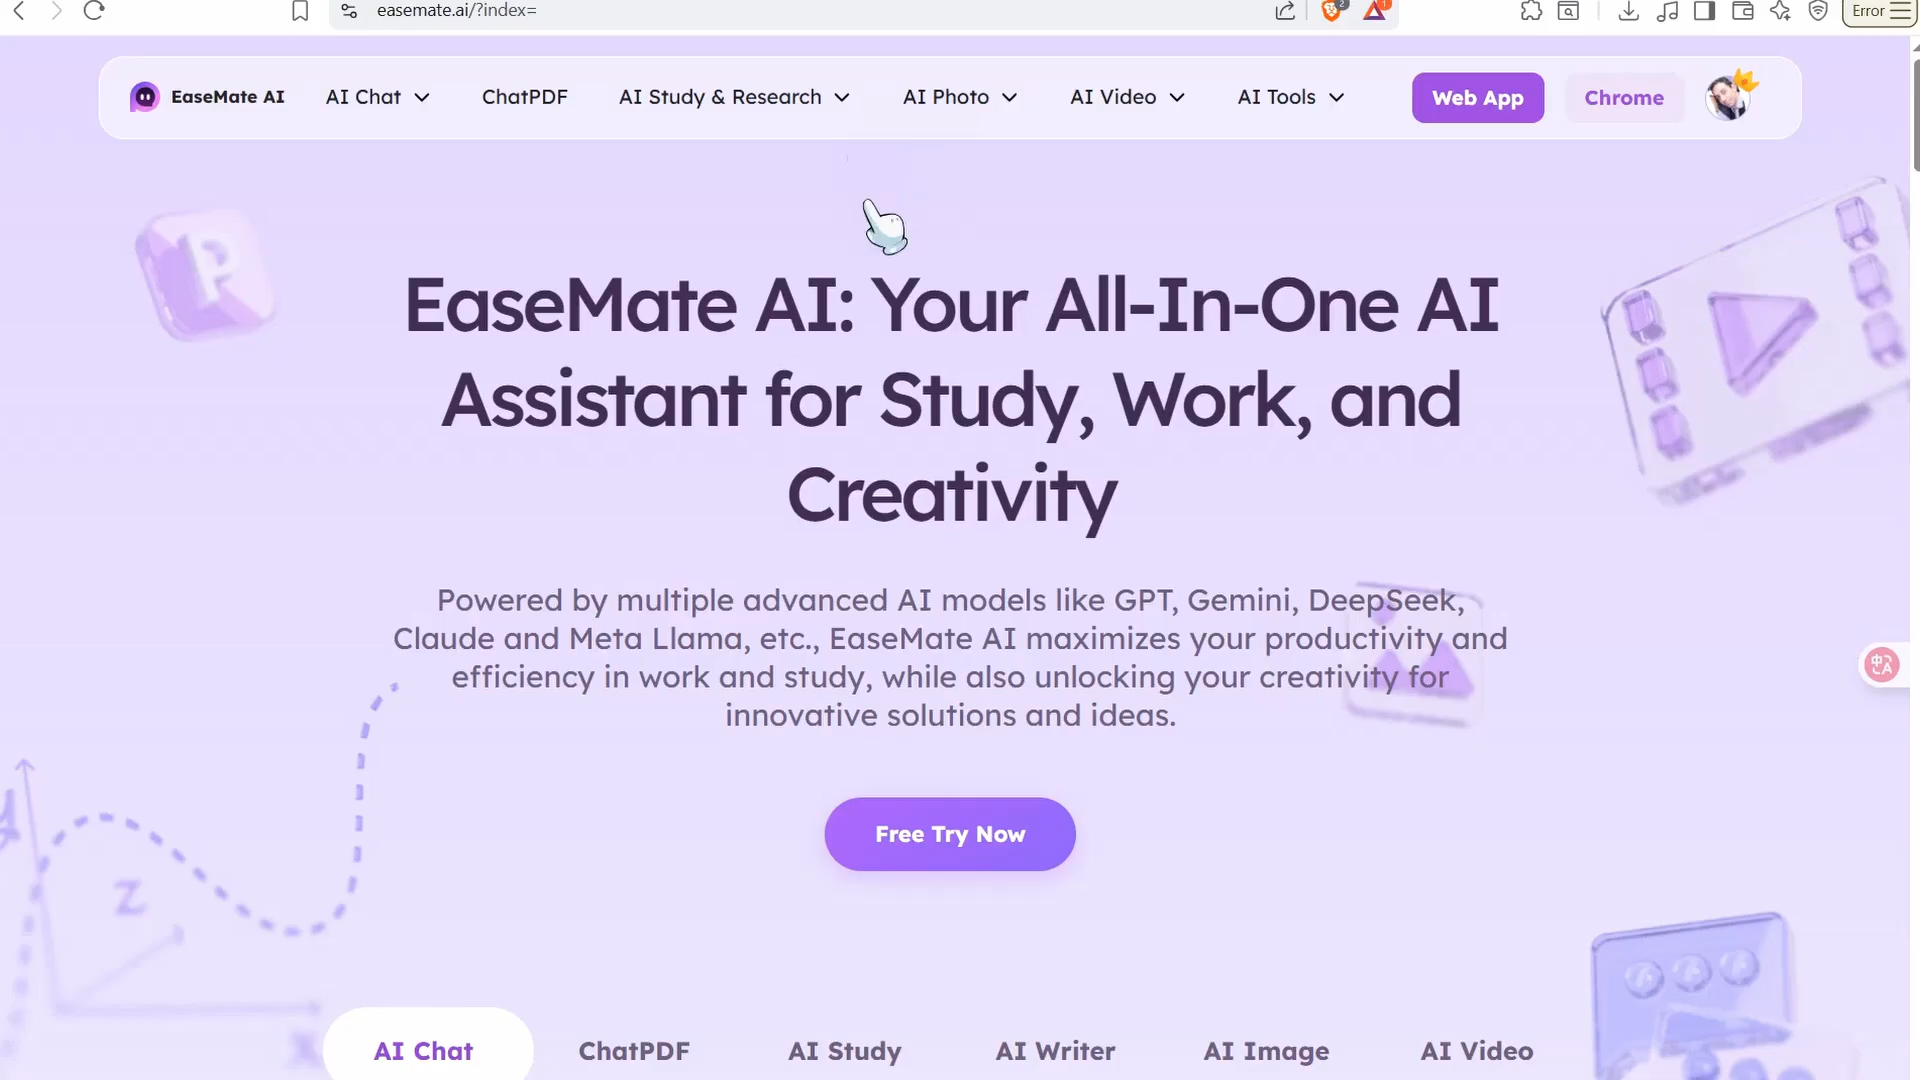 easemate.ai/?index=
2
1
Error
EaseMate AI
AI Chat
ChatPDF
AI Study & Research
AI Photo
AI Video
AI Tools
Web App
Chrome
P
EaseMate AI: Your All-In-One AI
Assistant for Study, Work, and
Creativity
Powered by multiple advanced AI models like GPT, Gemini, DeepSeek,
Claude and Meta Llama, etc., EaseMate AI maximizes your productivity and
efficiency in work and study, while also unlocking your creativity for
innovative solutions and ideas.
中A
Free Try Now
y
z
x
AI Chat
ChatPDF
AI Study
AI Writer
AI Image
AI Video